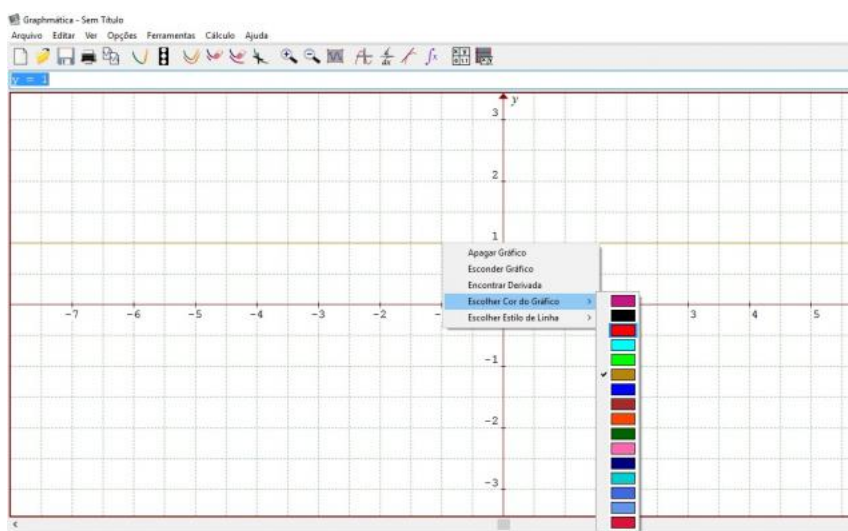 Graphmática - Sem Título
Arquivo Editar Ver Opções Ferramentas Cálculo Ajuda
y = 1
y
3
2
1
Apagar Gráfico
Esconder Gráfico
Encontrar Derivada
Escolher Cor do Gráfico >
Escolher Estilo de Linha >
-7 -6 -5 -4 -3 -2 - 2 3 4 5
-1
-2
-3